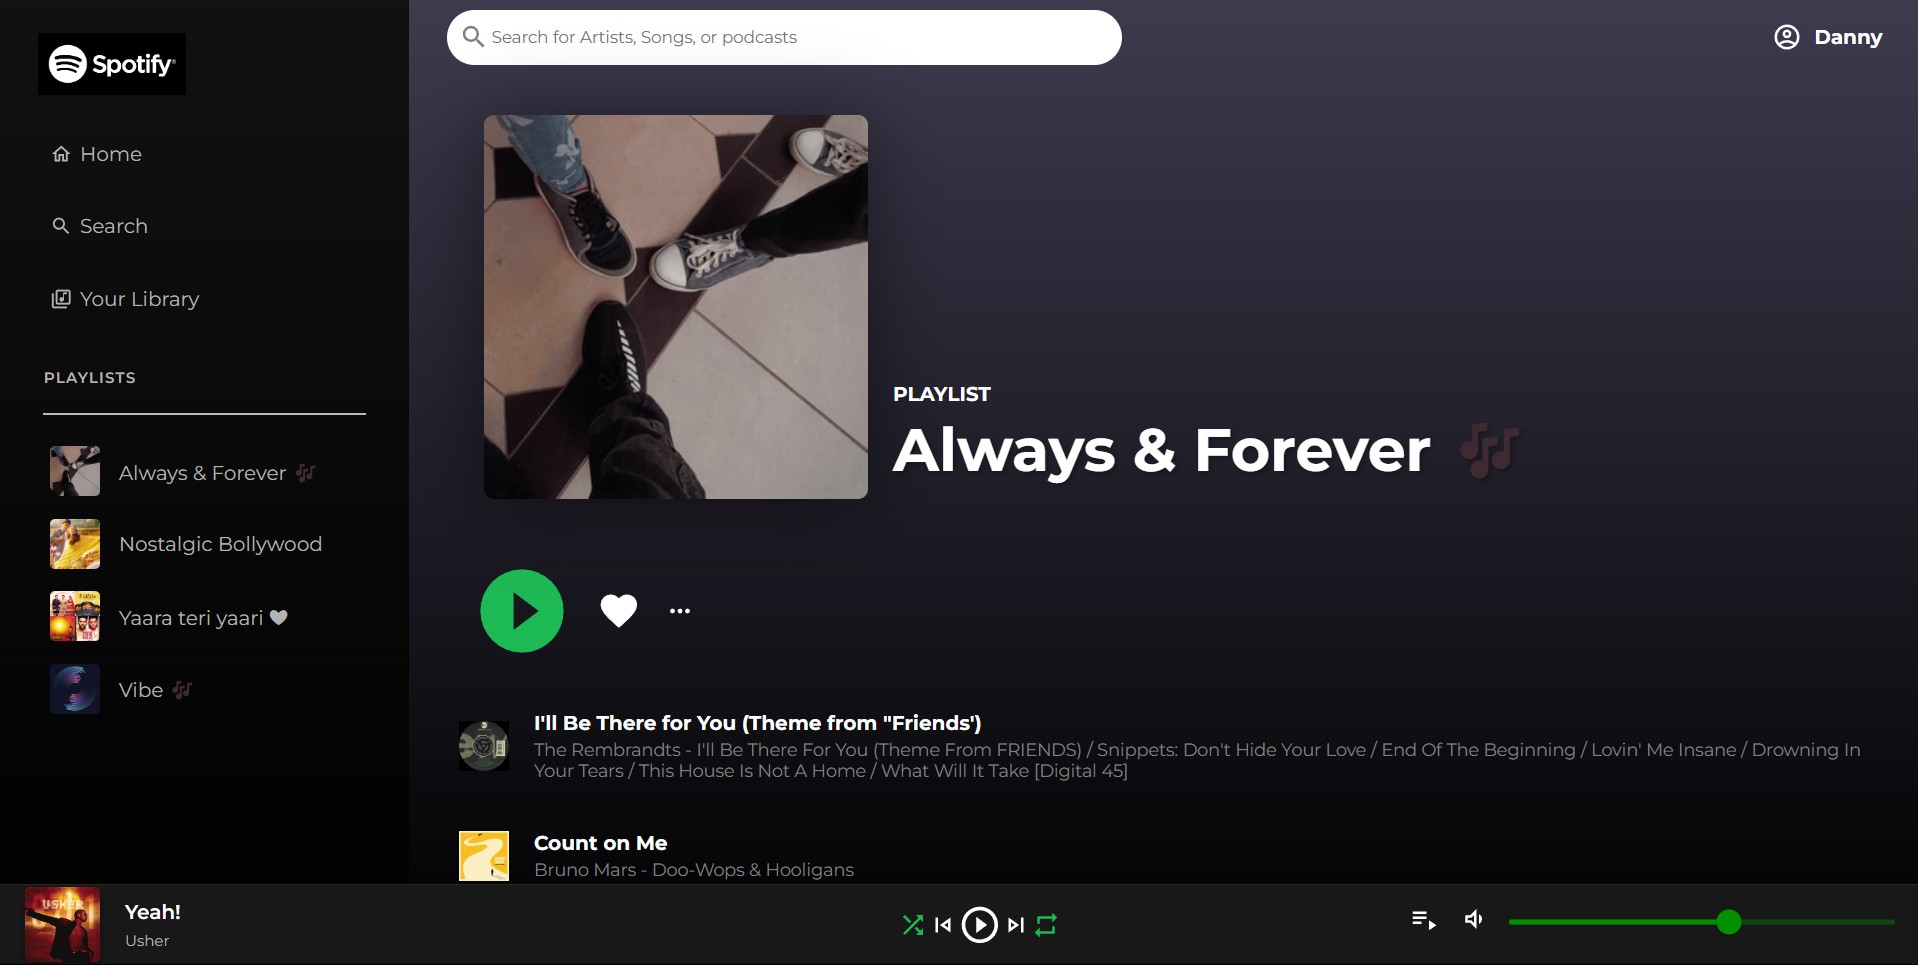 Spotify
Search for Artists, Songs, or podcasts
Danny
Home
Search
Your Library
PLAYLISTS
Always & Forever 🎶
Nostalgic Bollywood
Yaara teri yaari 🤍
Vibe 🎶
PLAYLIST
Always & Forever 🎶
I'll Be There for You (Theme from "Friends')
The Rembrandts - I'll Be There For You (Theme From FRIENDS) / Snippets: Don't Hide Your Love / End Of The Beginning / Lovin' Me Insane / Drowning In
Your Tears / This House Is Not A Home / What Will It Take [Digital 45]
Count on Me
Bruno Mars - Doo-Wops & Hooligans
USHER
Yeah!
Usher